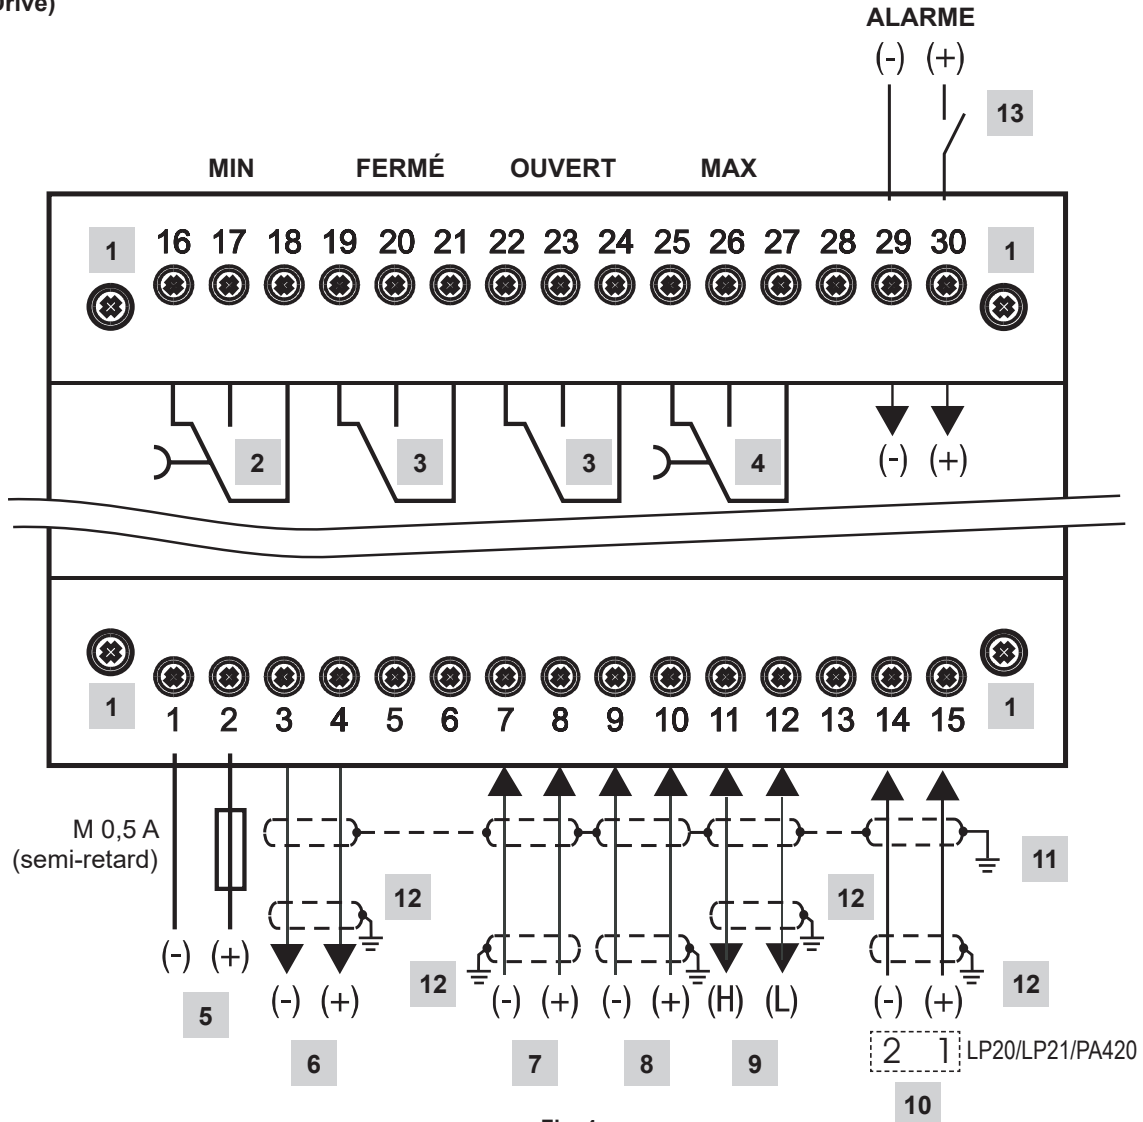 ALARME
(-) (+)
13
MIN FERMÉ OUVERT MAX
1 16 17 18 19 20 21 22 23 24 25 26 27 28 29 30 1
2 3 3 4 (-) (+)
1 1 2 3 4 5 6 7 8 9 10 11 12 13 14 15 1
M 0,5 A
(semi-retard)
11
12 12
(-) (+) 12 12
5 (-) (+) (-) (+) (-) (+) (H) (L) (-) (+)
6 7 8 9 2 1 LP20/LP21/PA420
10